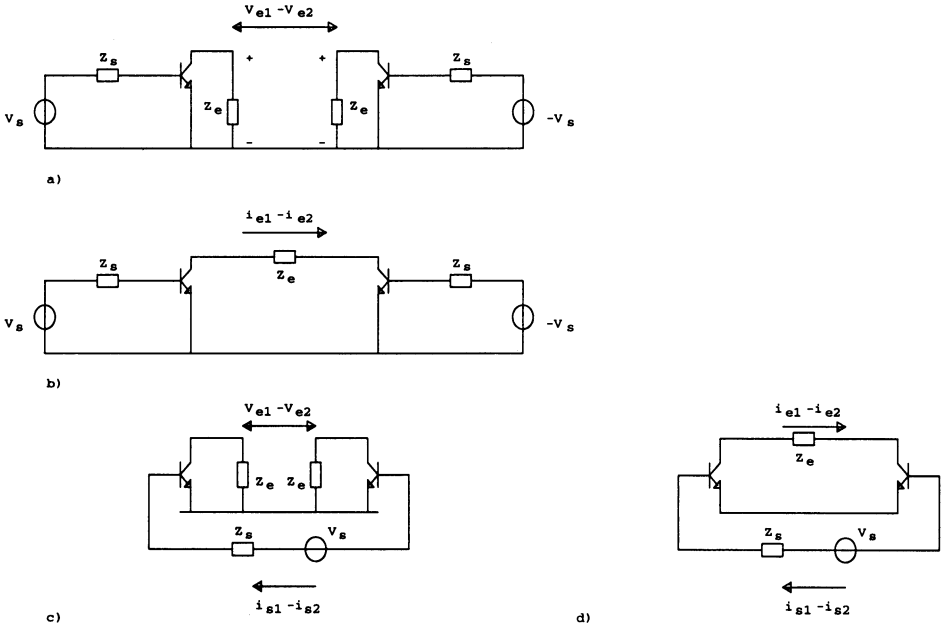 Ve1 -Ve2
Zs + + Zs
Vs Ze Ze -Vs
- -
a)
ie1 -ie2
Zs Ze Zs
Vs -Vs
b)
Ve1 -Ve2 ie1 -ie2
Ze Ze Ze
Zs Vs Zs Vs
is1 -is2 is1 -is2
c) d)